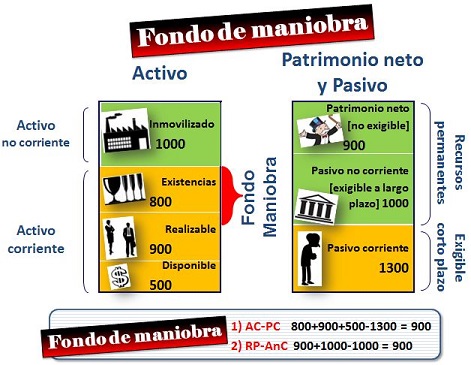 Fondo de maniobra
Activo
Patrimonio neto
y Pasivo
Activo
no corriente
Inmovilizado
1000
Patrimonio neto
[no exigible]
900
Recursos
permanentes
Activo
corriente
Existencias
800
Realizable
900
Disponible
500
Fondo
Maniobra
Pasivo no corriente
[exigible a largo
plazo] 1000
Pasivo corriente
1300
Exigible
corto plazo
Fondo de maniobra
1) AC-PC 800+900+500-1300 = 900
2) RP-AnC 900+1000-1000 = 900